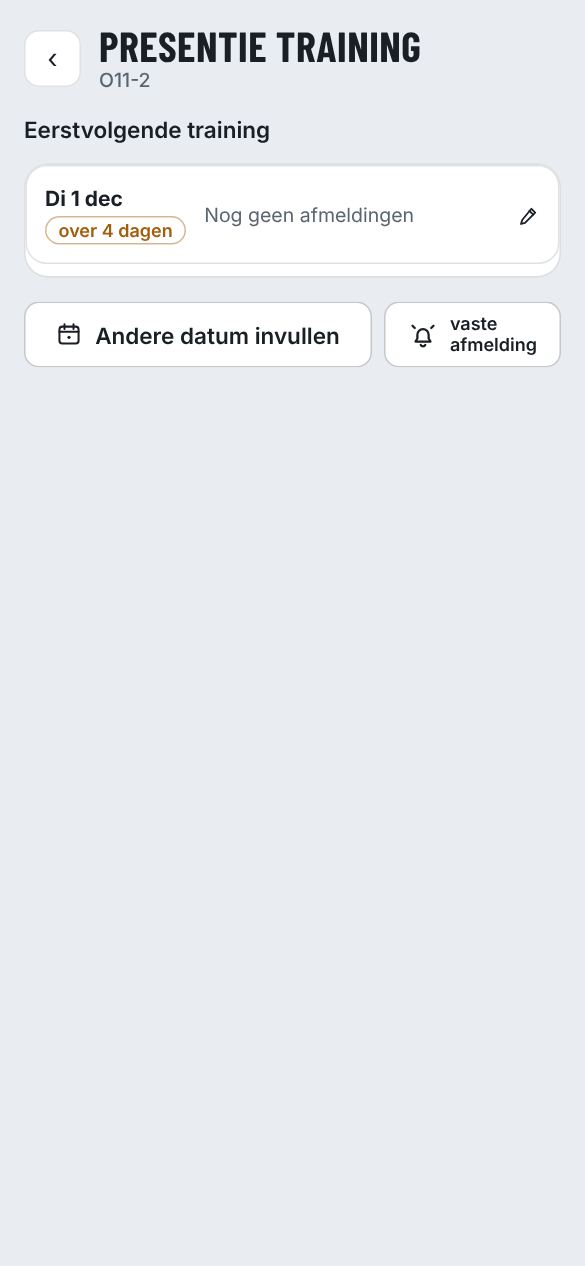 PRESENTIE TRAINING
O11-2
Eerstvolgende training
Di 1 dec
over 4 dagen
Nog geen afmeldingen
Andere datum invullen
vaste
afmelding